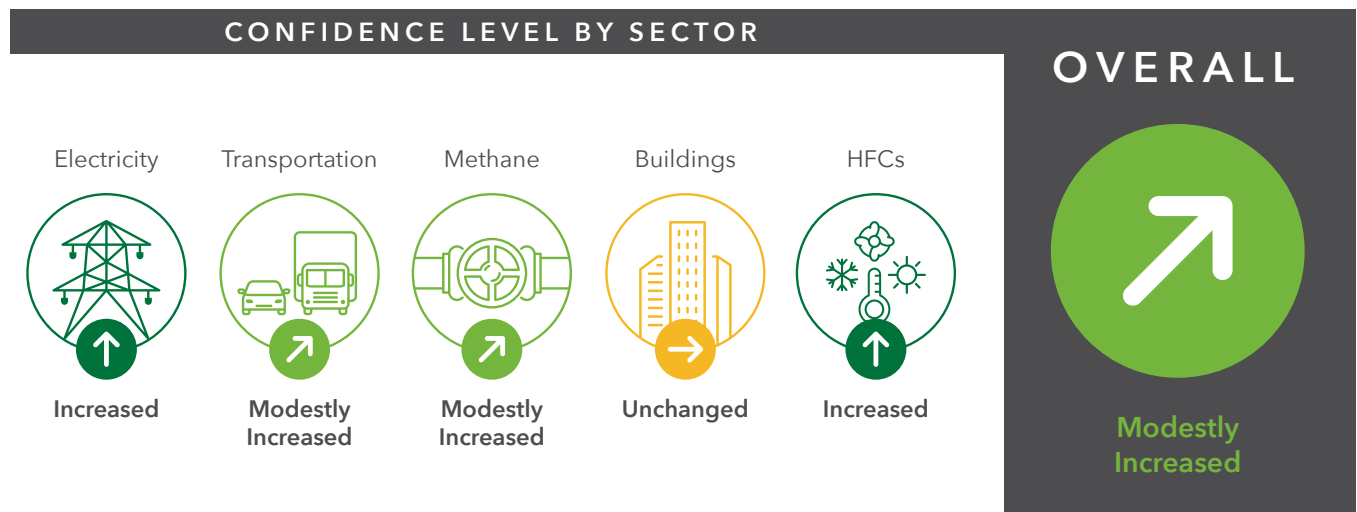 CONFIDENCE LEVEL BY SECTOR
OVERALL
Electricity
Transportation
Methane
Buildings
HFCs
Increased
Modestly
Increased
Modestly
Increased
Unchanged
Increased
Modestly
Increased